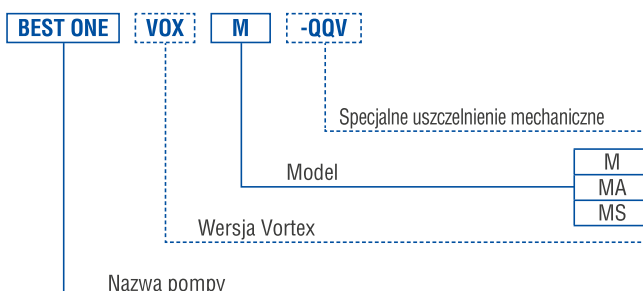 BEST ONE VOX M -QQV
Specjalne uszczelnienie mechaniczne
Model
M
MA
MS
Wersja Vortex
Nazwa pompy